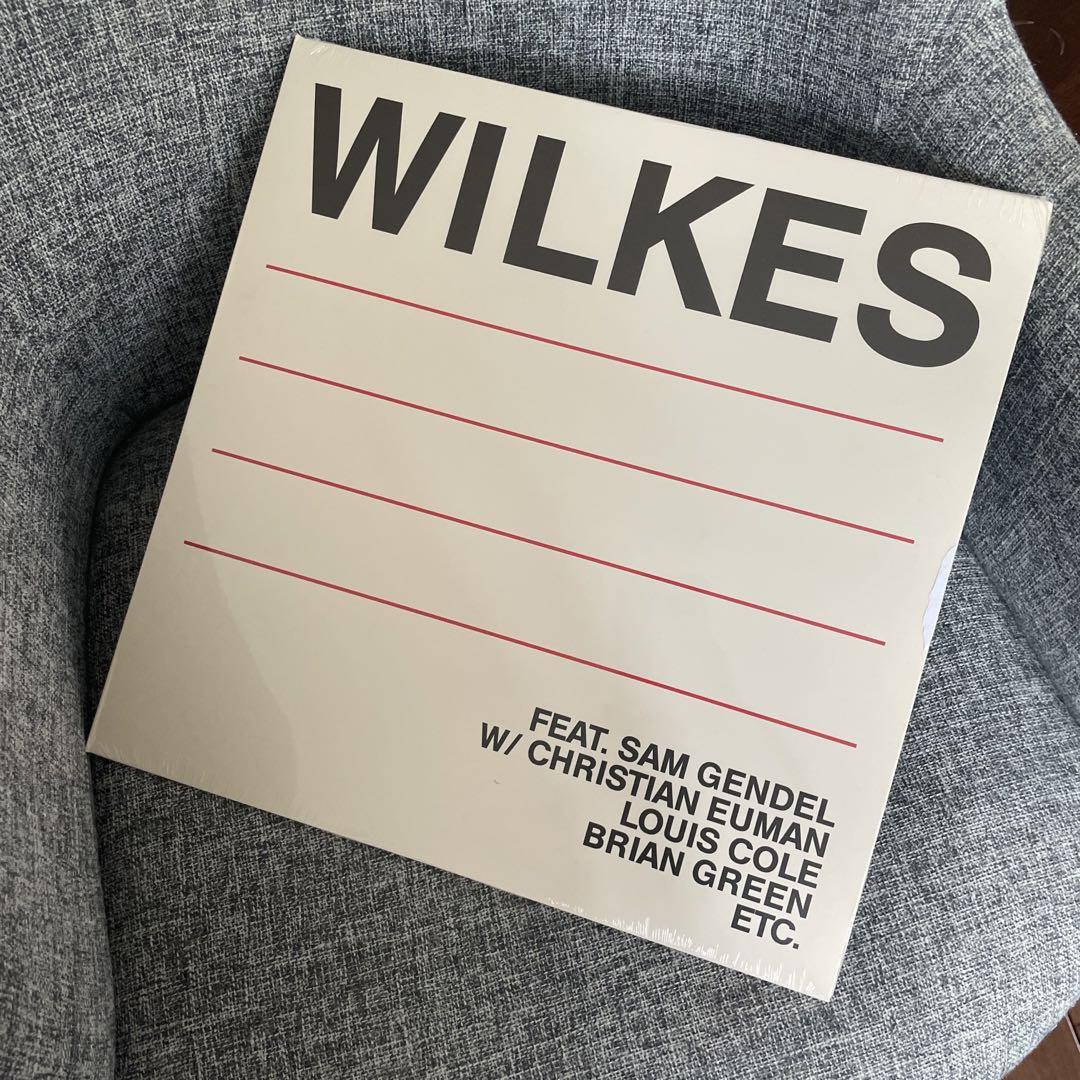 WILKES
FEAT. SAM GENDEL
W/ CHRISTIAN EUMAN
LOUIS COLE
BRIAN GREEN
ETC.